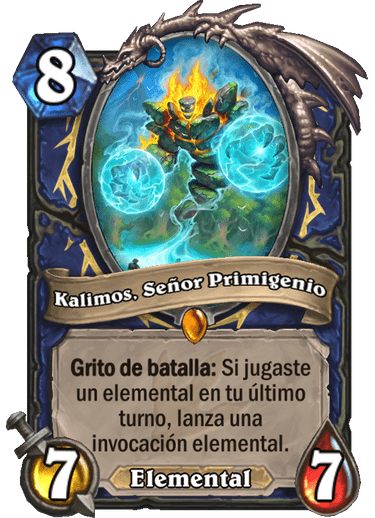 8
Kalimos, Señor Primigenio
Grito de batalla: Si jugaste
un elemental en tu último
turno, lanza una
invocación elemental.
7
Elemental
7